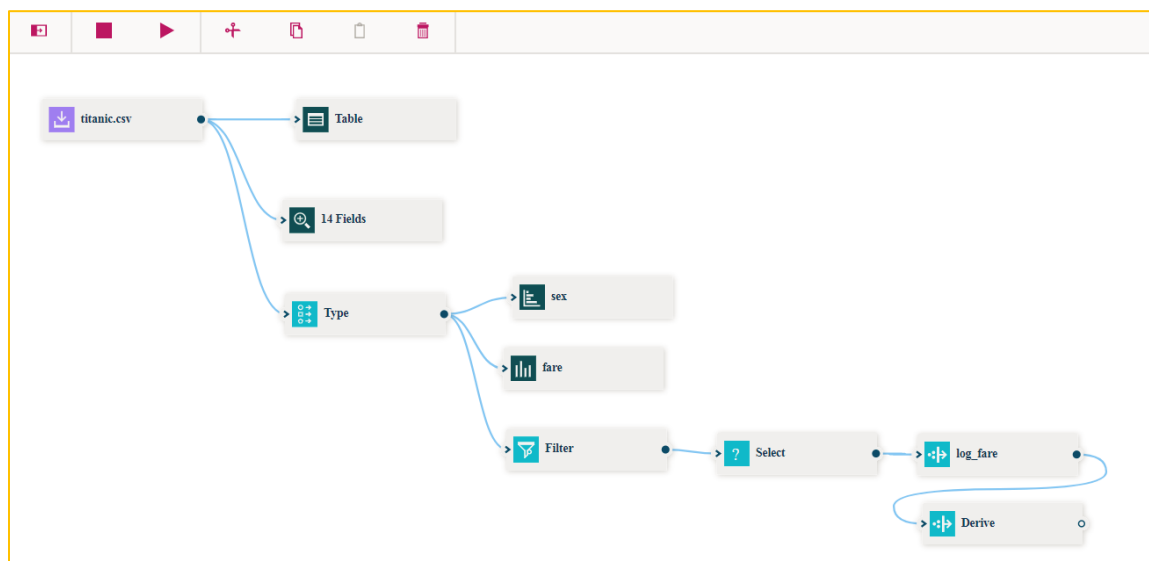 titanic.csv
Table
14 Fields
Type
sex
fare
Filter
Select
log_fare
Derive